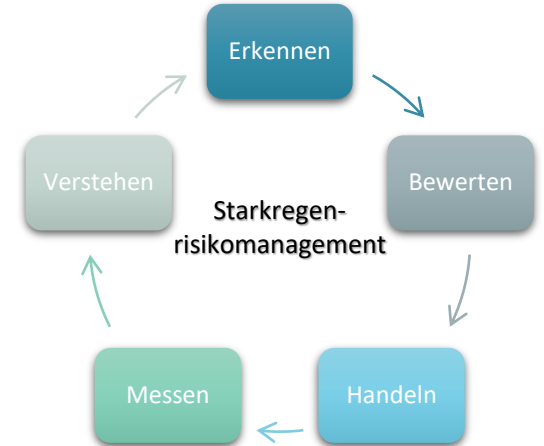 Erkennen
Bewerten
Handeln
Messen
Verstehen
Starkregen-
risikomanagement